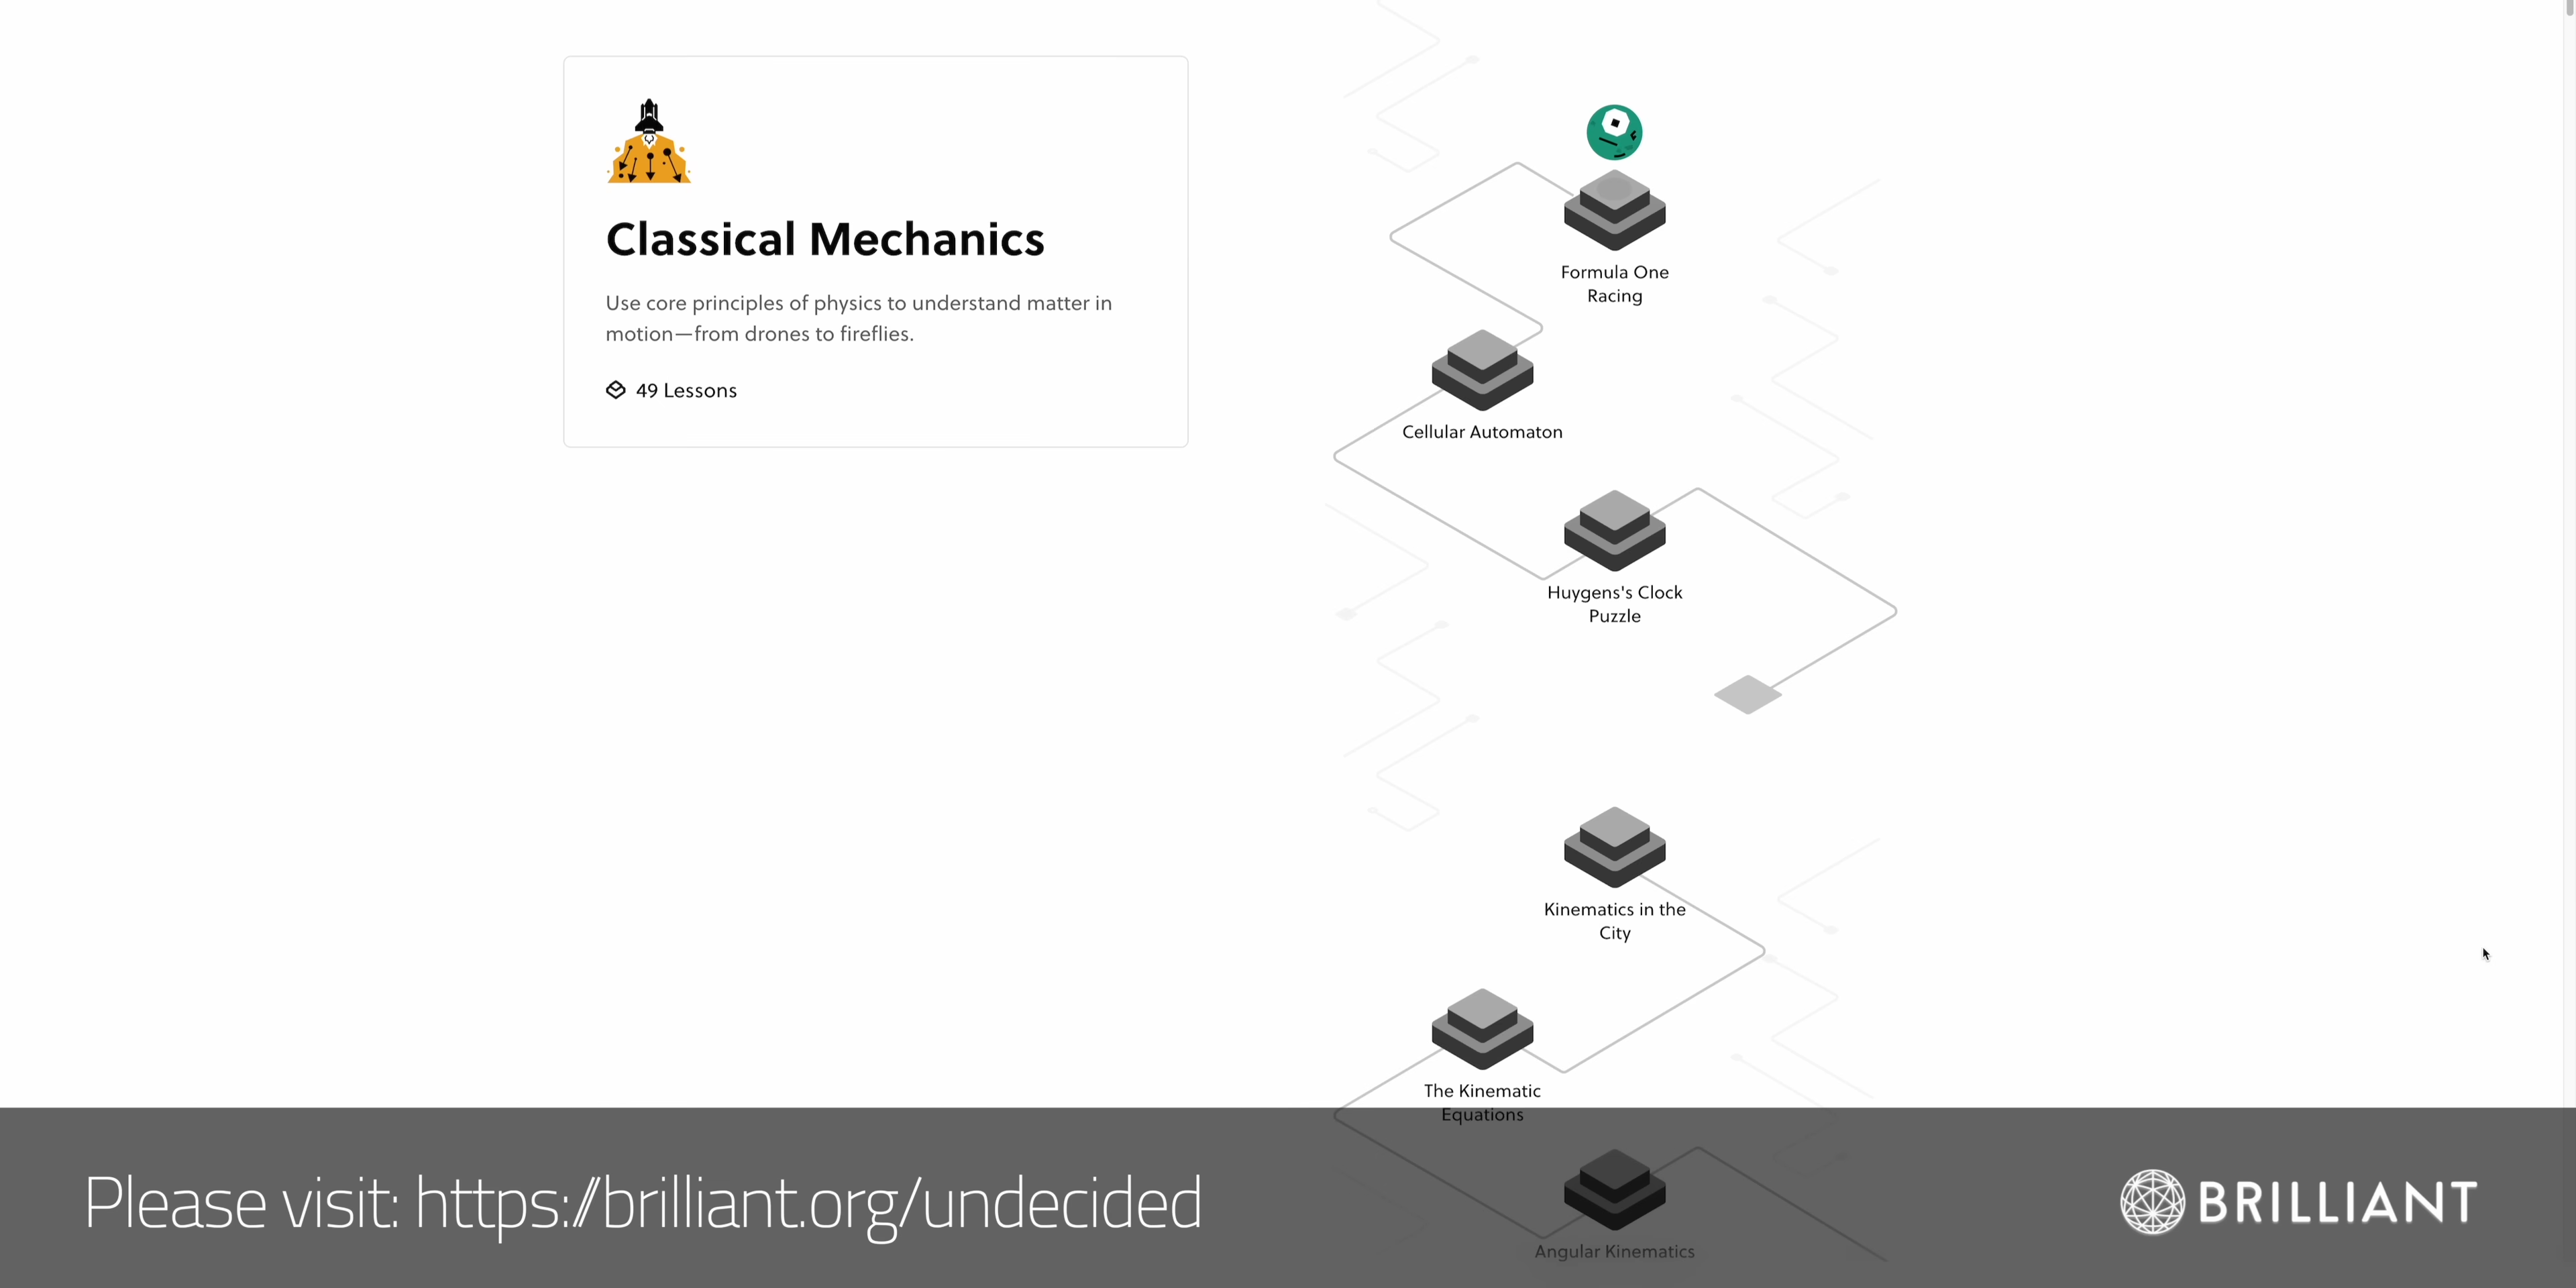 Classical Mechanics
Use core principles of physics to understand matter in
motion—from drones to fireflies.
49 Lessons
Formula One
Racing
Cellular Automaton
Huygens's Clock
Puzzle
Kinematics in the
City
The Kinematic
Equations
Angular Kinematics
Please visit: https://brilliant.org/undecided
BRILLIANT